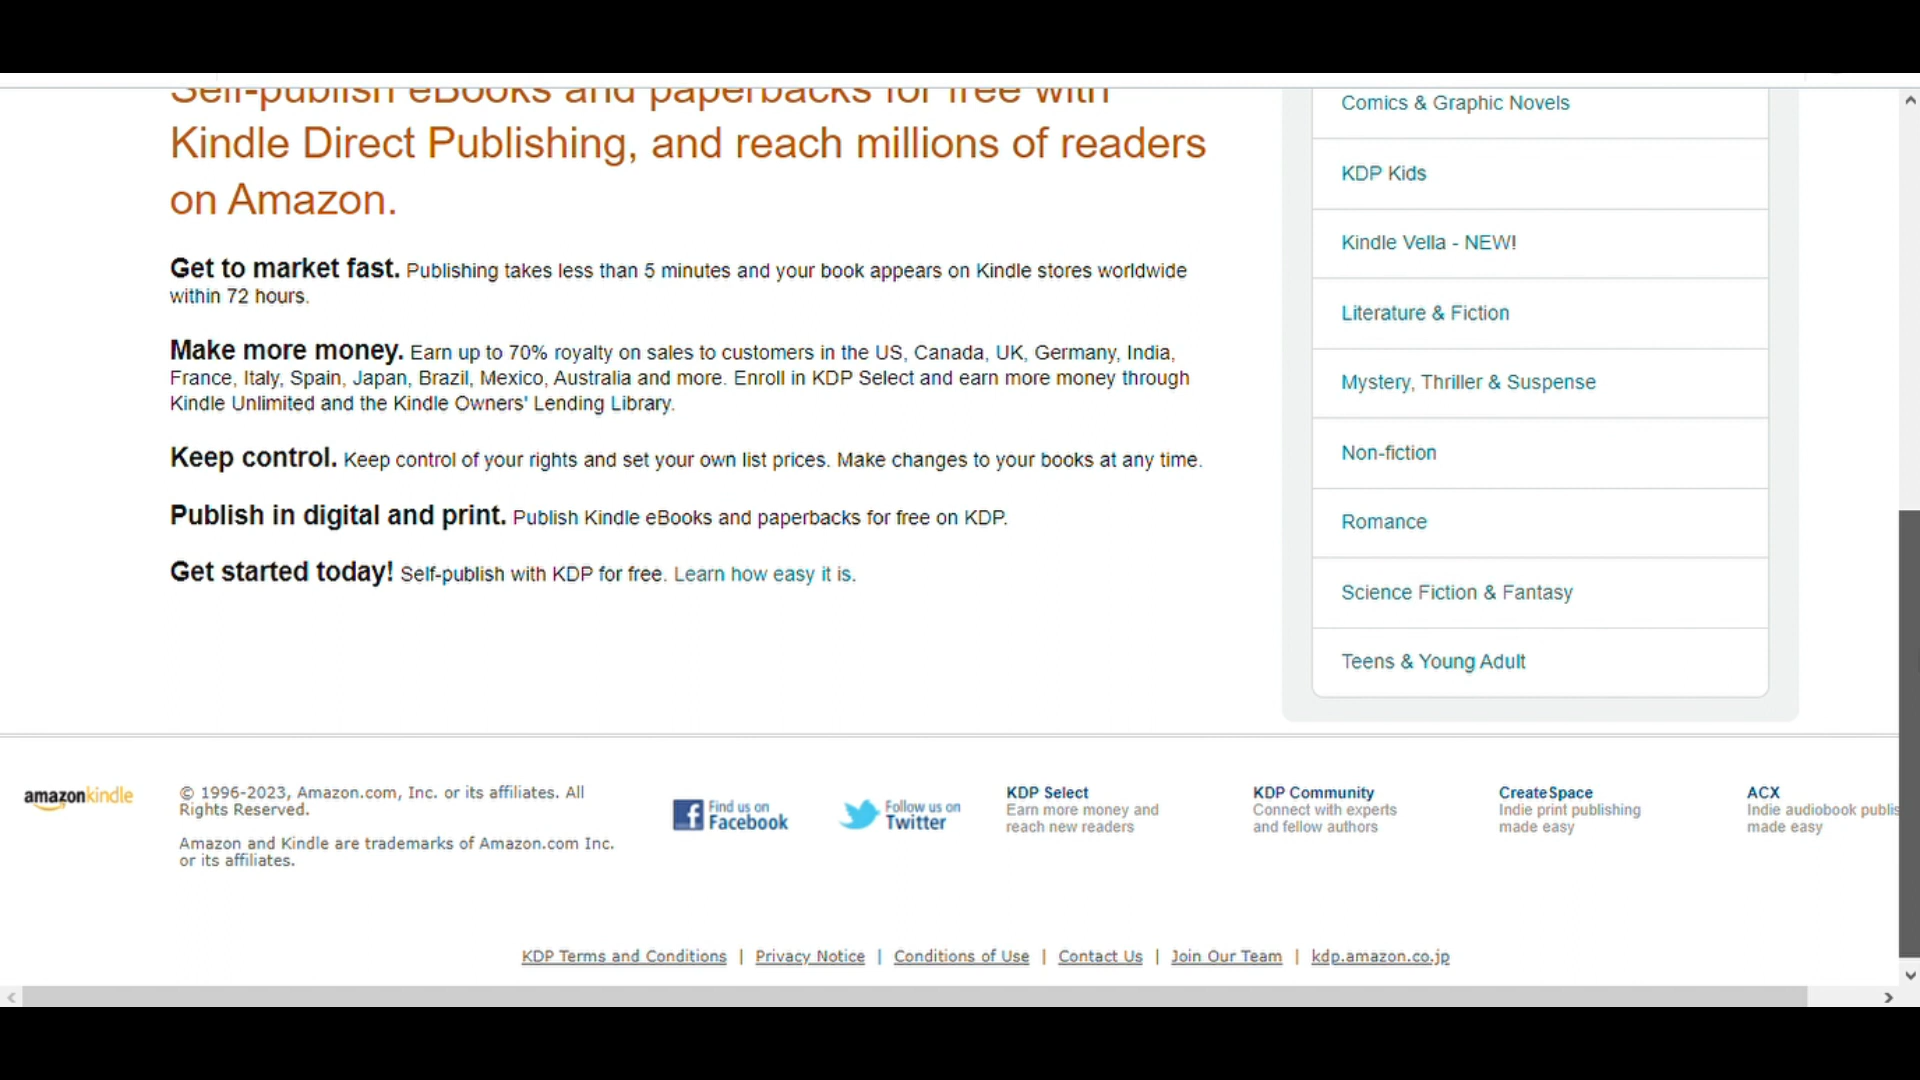 Self-publish eBooks and paperbacks for free with
Kindle Direct Publishing, and reach millions of readers
on Amazon.
Get to market fast. Publishing takes less than 5 minutes and your book appears on Kindle stores worldwide
within 72 hours.
Make more money. Earn up to 70% royalty on sales to customers in the US, Canada, UK, Germany, India,
France, Italy, Spain, Japan, Brazil, Mexico, Australia and more. Enroll in KDP Select and earn more money through
Kindle Unlimited and the Kindle Owners' Lending Library.
Keep control. Keep control of your rights and set your own list prices. Make changes to your books at any time.
Publish in digital and print. Publish Kindle eBooks and paperbacks for free on KDP.
Get started today! Self-publish with KDP for free. Learn how easy it is.
Comics & Graphic Novels
KDP Kids
Kindle Vella - NEW!
Literature & Fiction
Mystery, Thriller & Suspense
Non-fiction
Romance
Science Fiction & Fantasy
Teens & Young Adult
amazonkindle
© 1996-2023, Amazon.com, Inc. or its affiliates. All
Rights Reserved.
Amazon and Kindle are trademarks of Amazon.com Inc.
or its affiliates.
Find us on
Facebook
Follow us on
Twitter
KDP Select
Earn more money and
reach new readers
KDP Community
Connect with experts
and fellow authors
CreateSpace
Indie print publishing
made easy
ACX
Indie audiobook publis
made easy
KDP Terms and Conditions | Privacy Notice | Conditions of Use | Contact Us | Join Our Team | kdp.amazon.co.jp